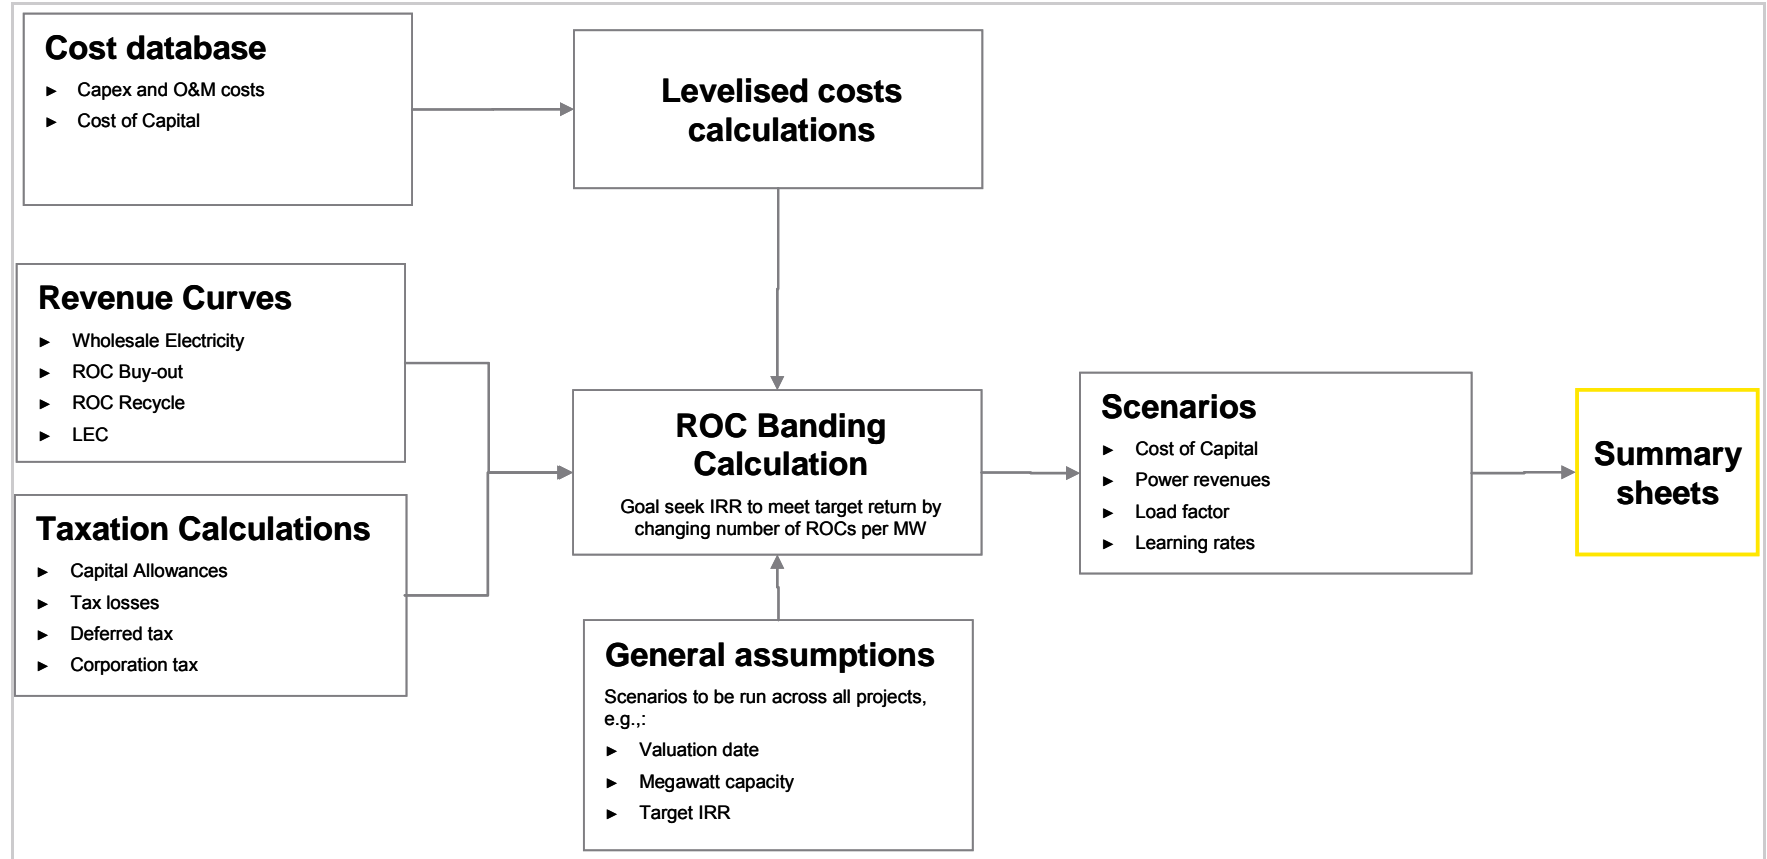 Cost database
► Capex and O&M costs
► Cost of Capital
Levelised costs
calculations
Revenue Curves
► Wholesale Electricity
► ROC Buy-out
► ROC Recycle
► LEC
Taxation Calculations
► Capital Allowances
► Tax losses
► Deferred tax
► Corporation tax
ROC Banding
Calculation
Goal seek IRR to meet target return by
changing number of ROCs per MW
General assumptions
Scenarios to be run across all projects,
e.g.,:
► Valuation date
► Megawatt capacity
► Target IRR
Scenarios
► Cost of Capital
► Power revenues
► Load factor
► Learning rates
Summary
sheets